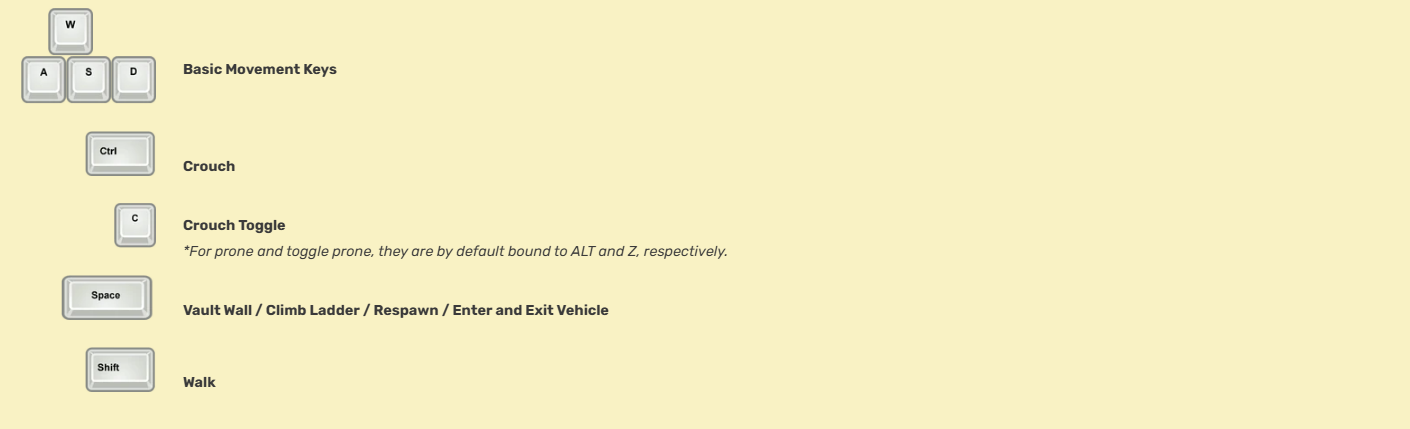 W
A S D
Basic Movement Keys
Ctrl
Crouch
C
Crouch Toggle
*For prone and toggle prone, they are by default bound to ALT and Z, respectively.
Space
Vault Wall / Climb Ladder / Respawn / Enter and Exit Vehicle
Shift
Walk